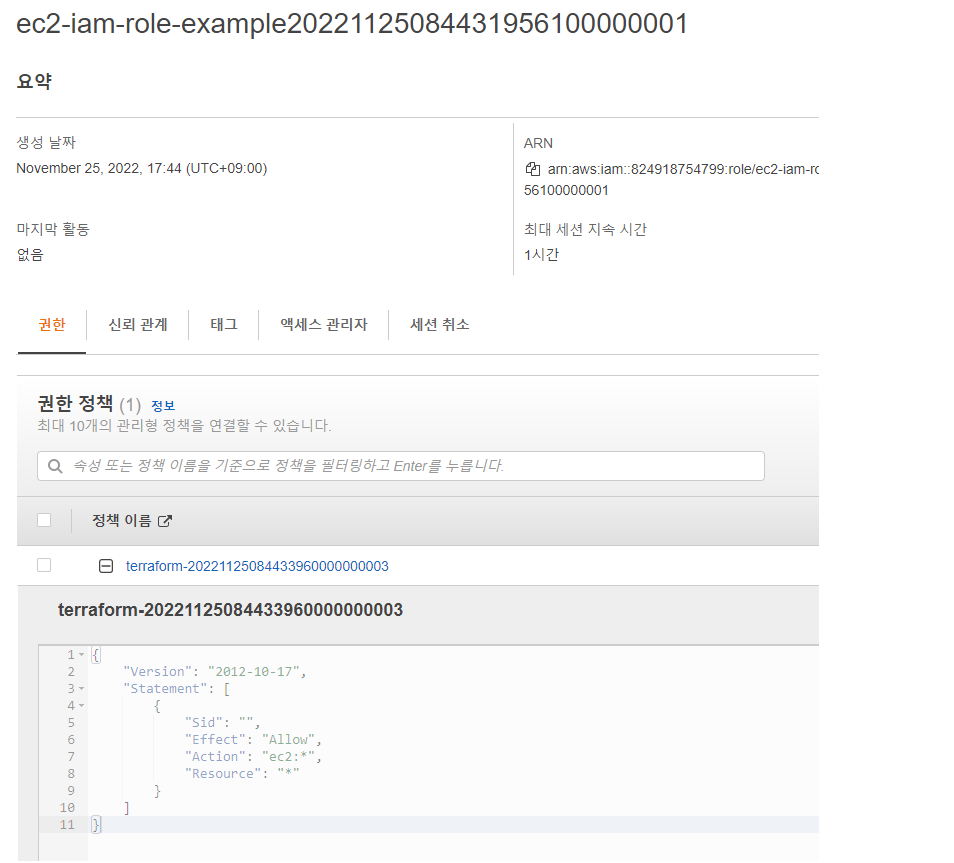 ec2-iam-role-example20221125084431956100000001
요약
생성 날짜
November 25, 2022, 17:44 (UTC+09:00)
ARN
arn:aws:iam::824918754799:role/ec2-iam-ro
56100000001
마지막 활동
없음
최대 세션 지속 시간
1시간
권한 신뢰 관계 태그 액세스 관리자 세션 취소
권한 정책 (1) 정보
최대 10개의 관리형 정책을 연결할 수 있습니다.
속성 또는 정책 이름을 기준으로 정책을 필터링하고 Enter를 누릅니다.
정책 이름
terraform-20221125084433960000000003
terraform-20221125084433960000000003
1 {
2 "Version": "2012-10-17",
3 "Statement": [
4 {
5 "Sid": "",
6 "Effect": "Allow",
7 "Action": "ec2:*",
8 "Resource": "*"
9 }
10 ]
11 }